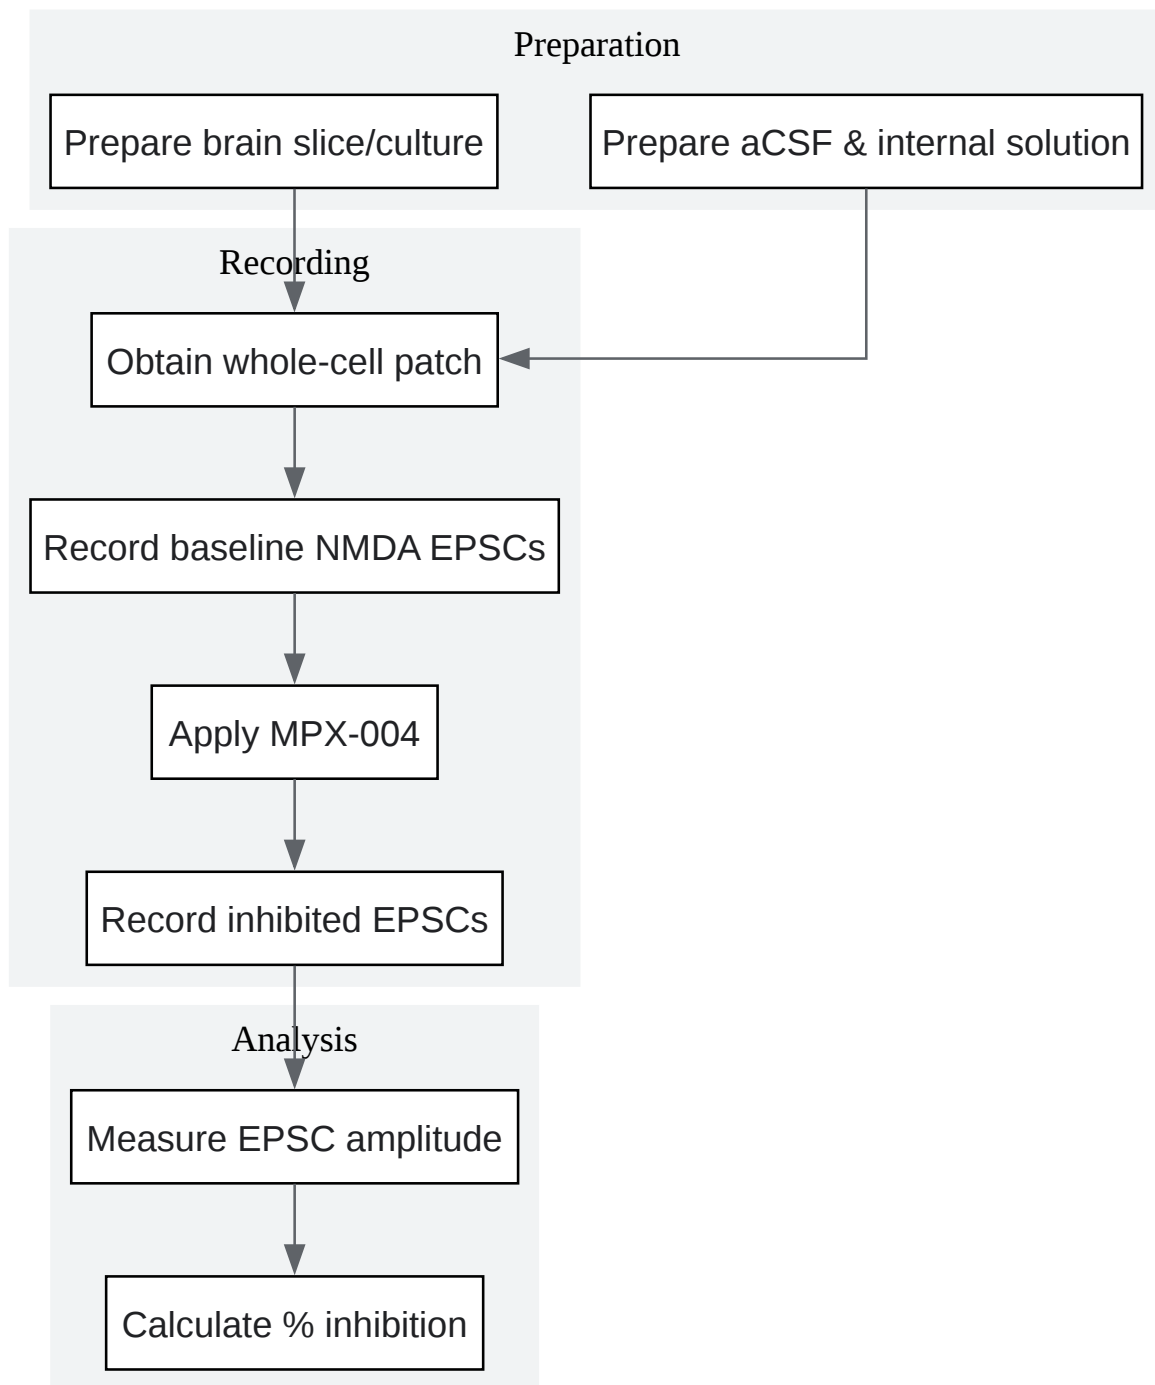 Preparation
Prepare brain slice/culture
Prepare aCSF & internal solution
Recording
Obtain whole-cell patch
Record baseline NMDA EPSCs
Apply MPX-004
Record inhibited EPSCs
Analysis
Measure EPSC amplitude
Calculate % inhibition